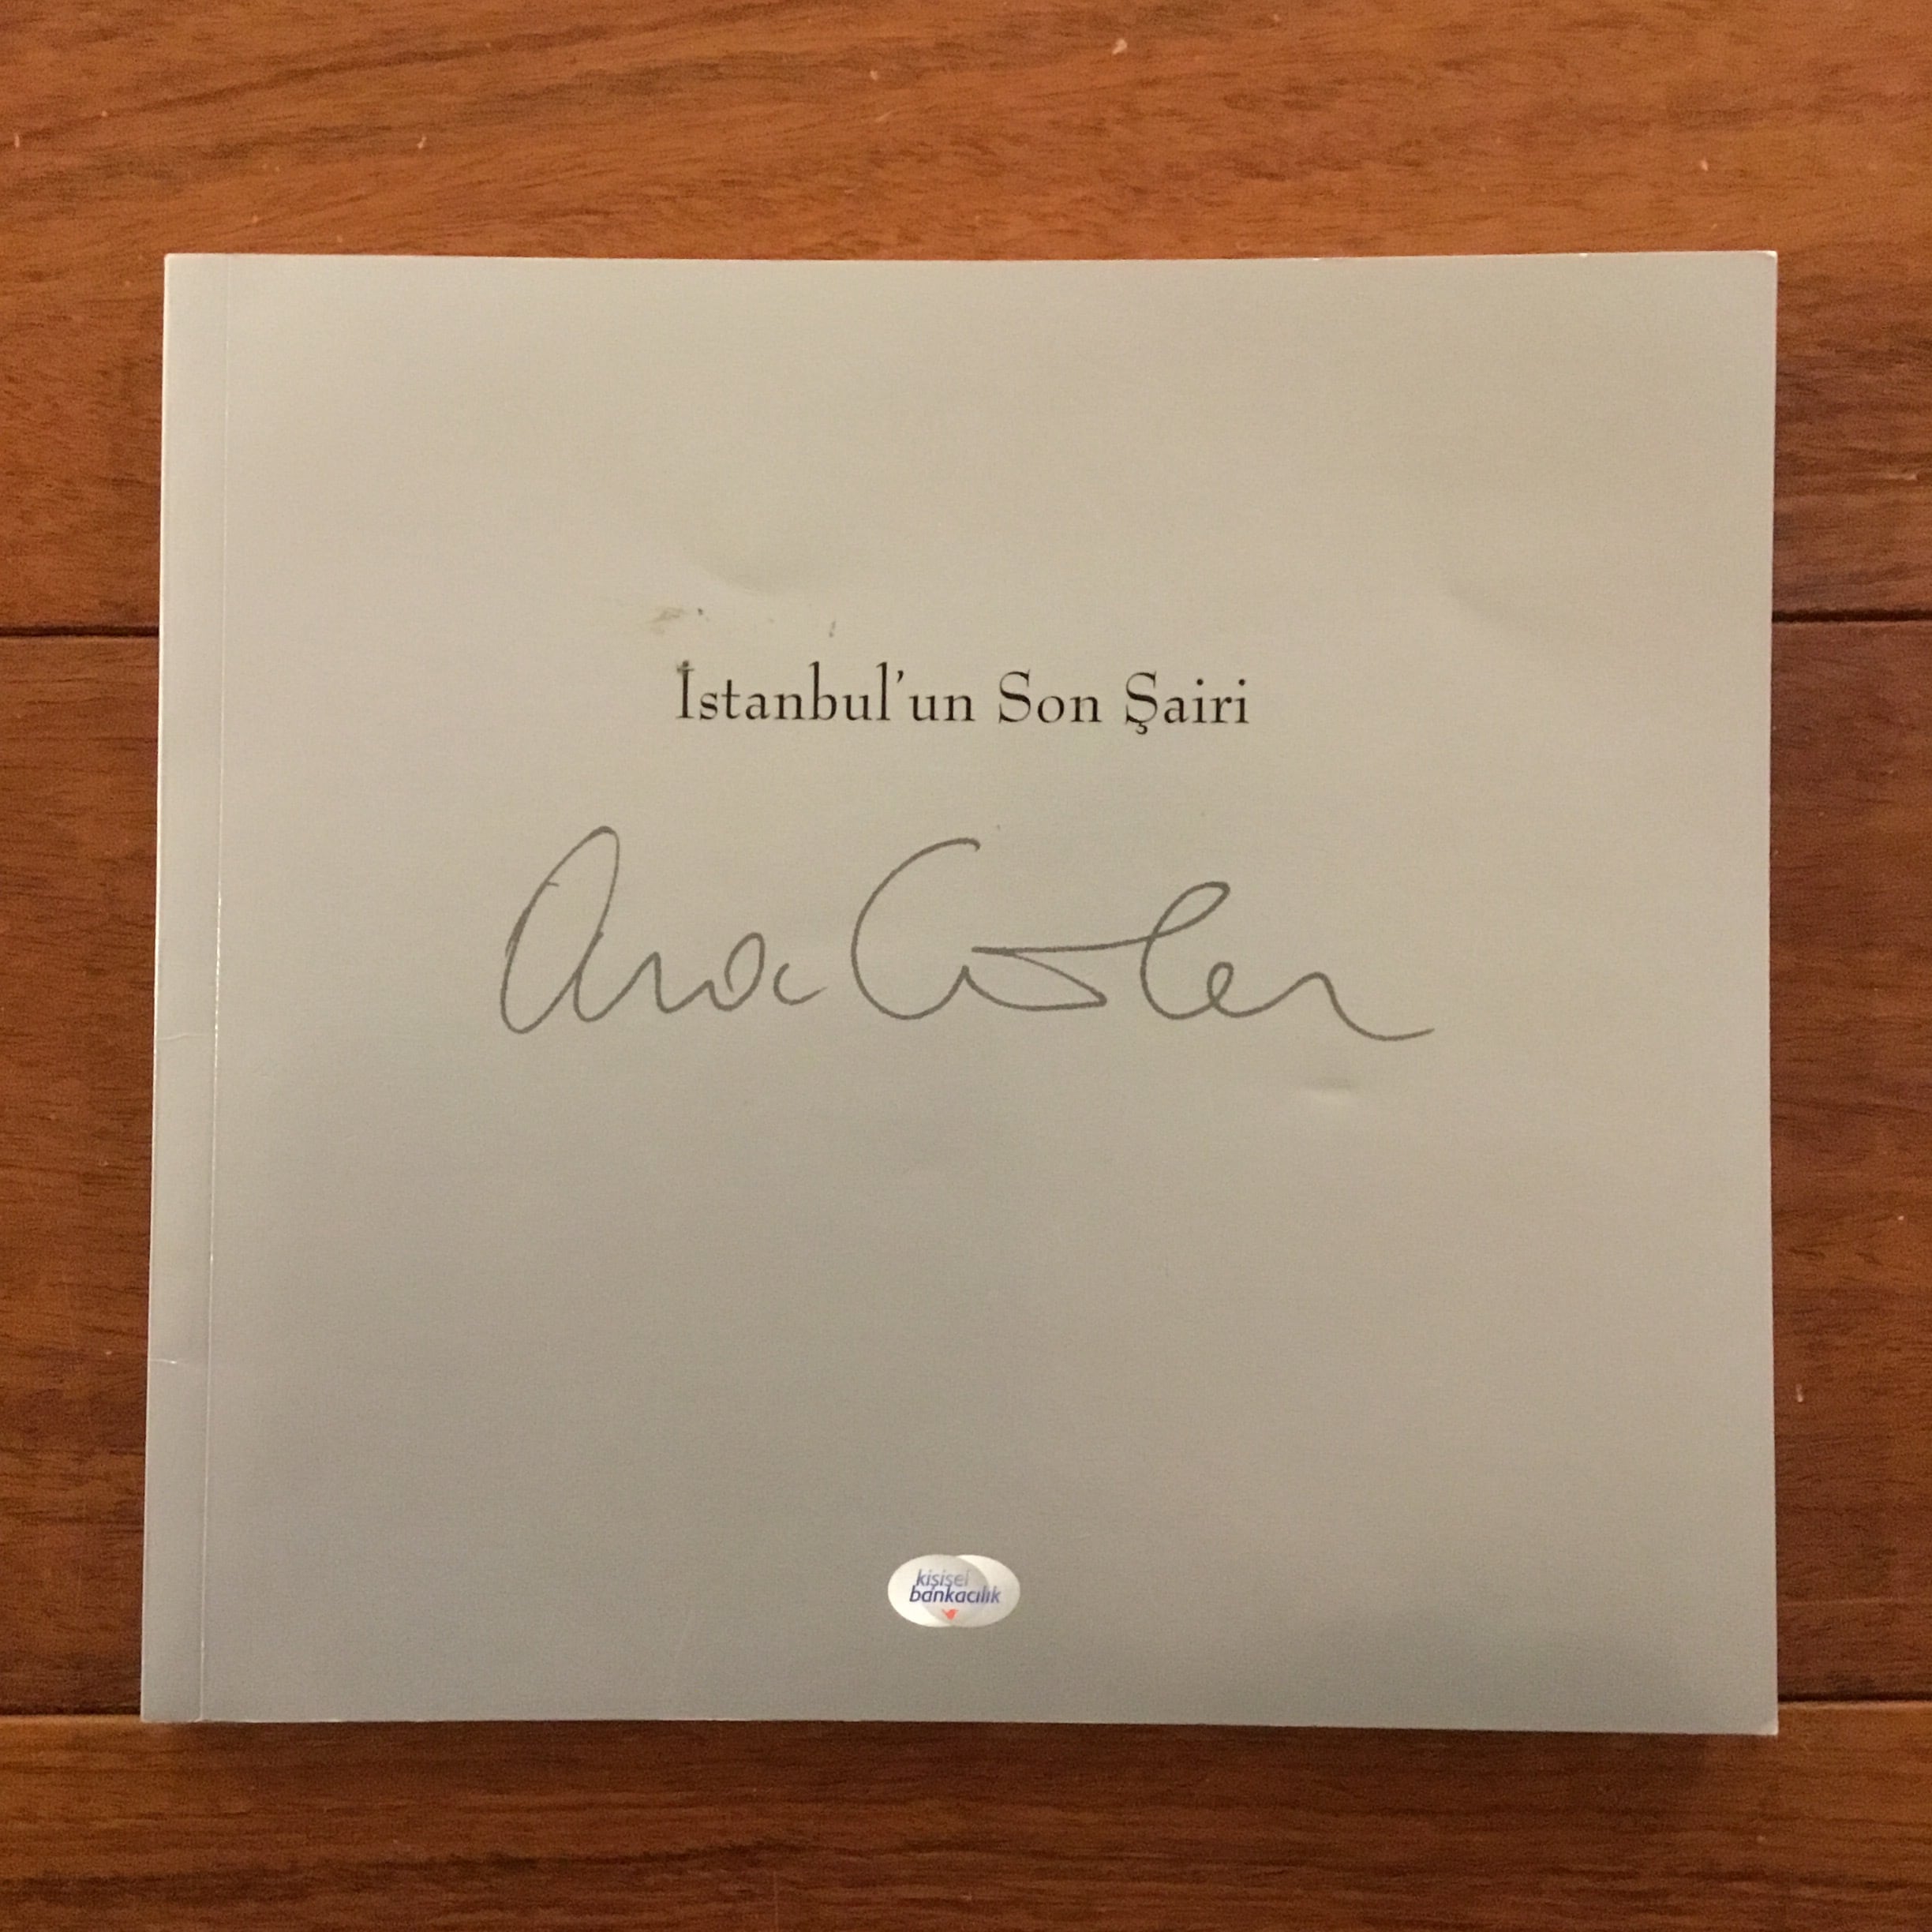 İstanbul'un Son Şairi
Ara Güler
kişisel
bankacılık